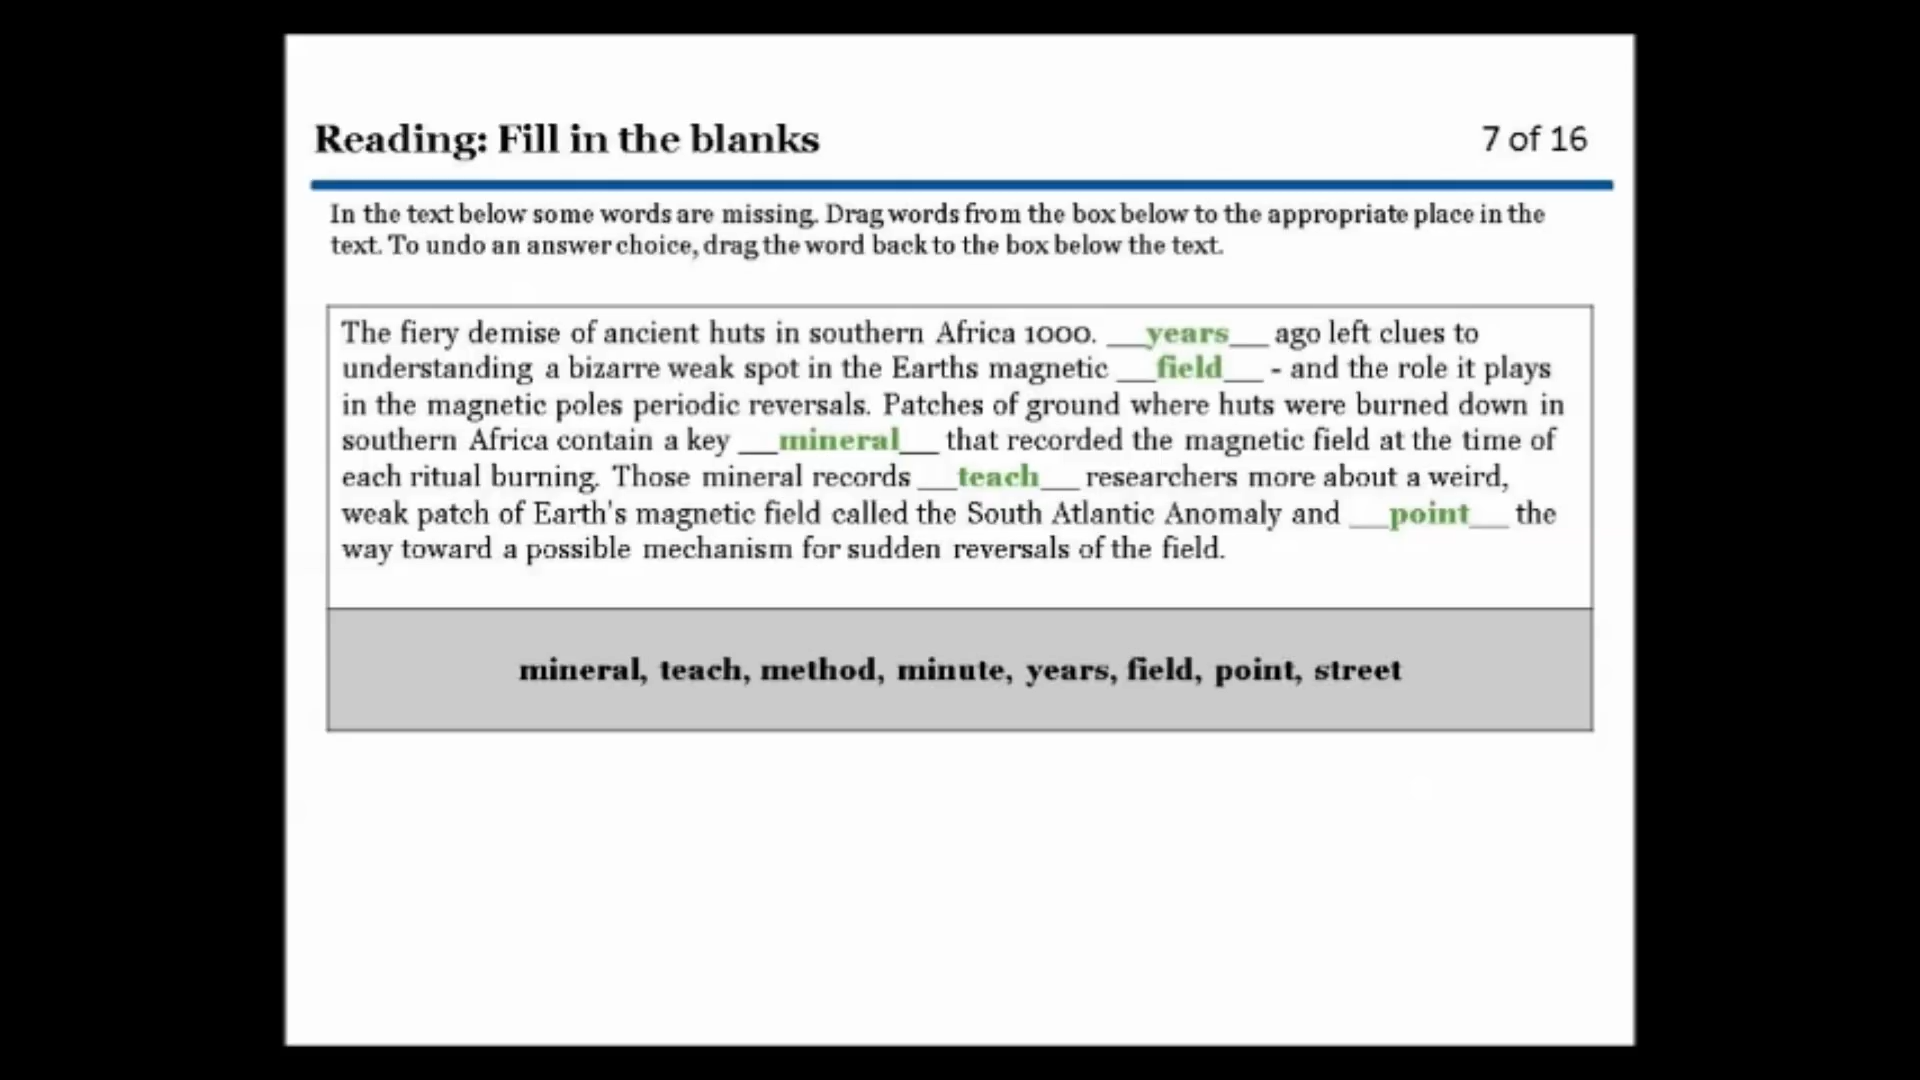 Reading: Fill in the blanks
7 of 16
In the text below some words are missing. Drag words from the box below to the appropriate place in the
text. To undo an answer choice, drag the word back to the box below the text.
The fiery demise of ancient huts in southern Africa 1000. __years__ ago left clues to
understanding a bizarre weak spot in the Earths magnetic __field__ - and the role it plays
in the magnetic poles periodic reversals. Patches of ground where huts were burned down in
southern Africa contain a key __mineral__ that recorded the magnetic field at the time of
each ritual burning. Those mineral records __teach__ researchers more about a weird,
weak patch of Earth's magnetic field called the South Atlantic Anomaly and __point__ the
way toward a possible mechanism for sudden reversals of the field.
mineral, teach, method, minute, years, field, point, street